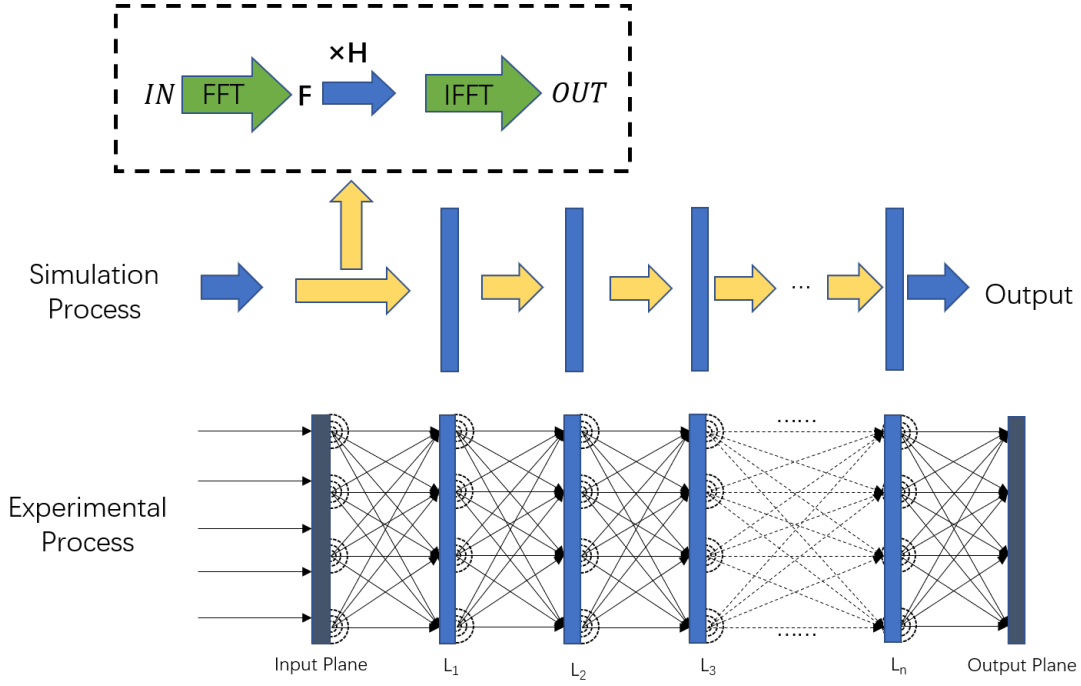 ×H
IN FFT F IFFT OUT
Simulation
Process
...
Output
......
Experimental
Process
......
Input Plane L₁ L₂ L₃ Lₙ Output Plane